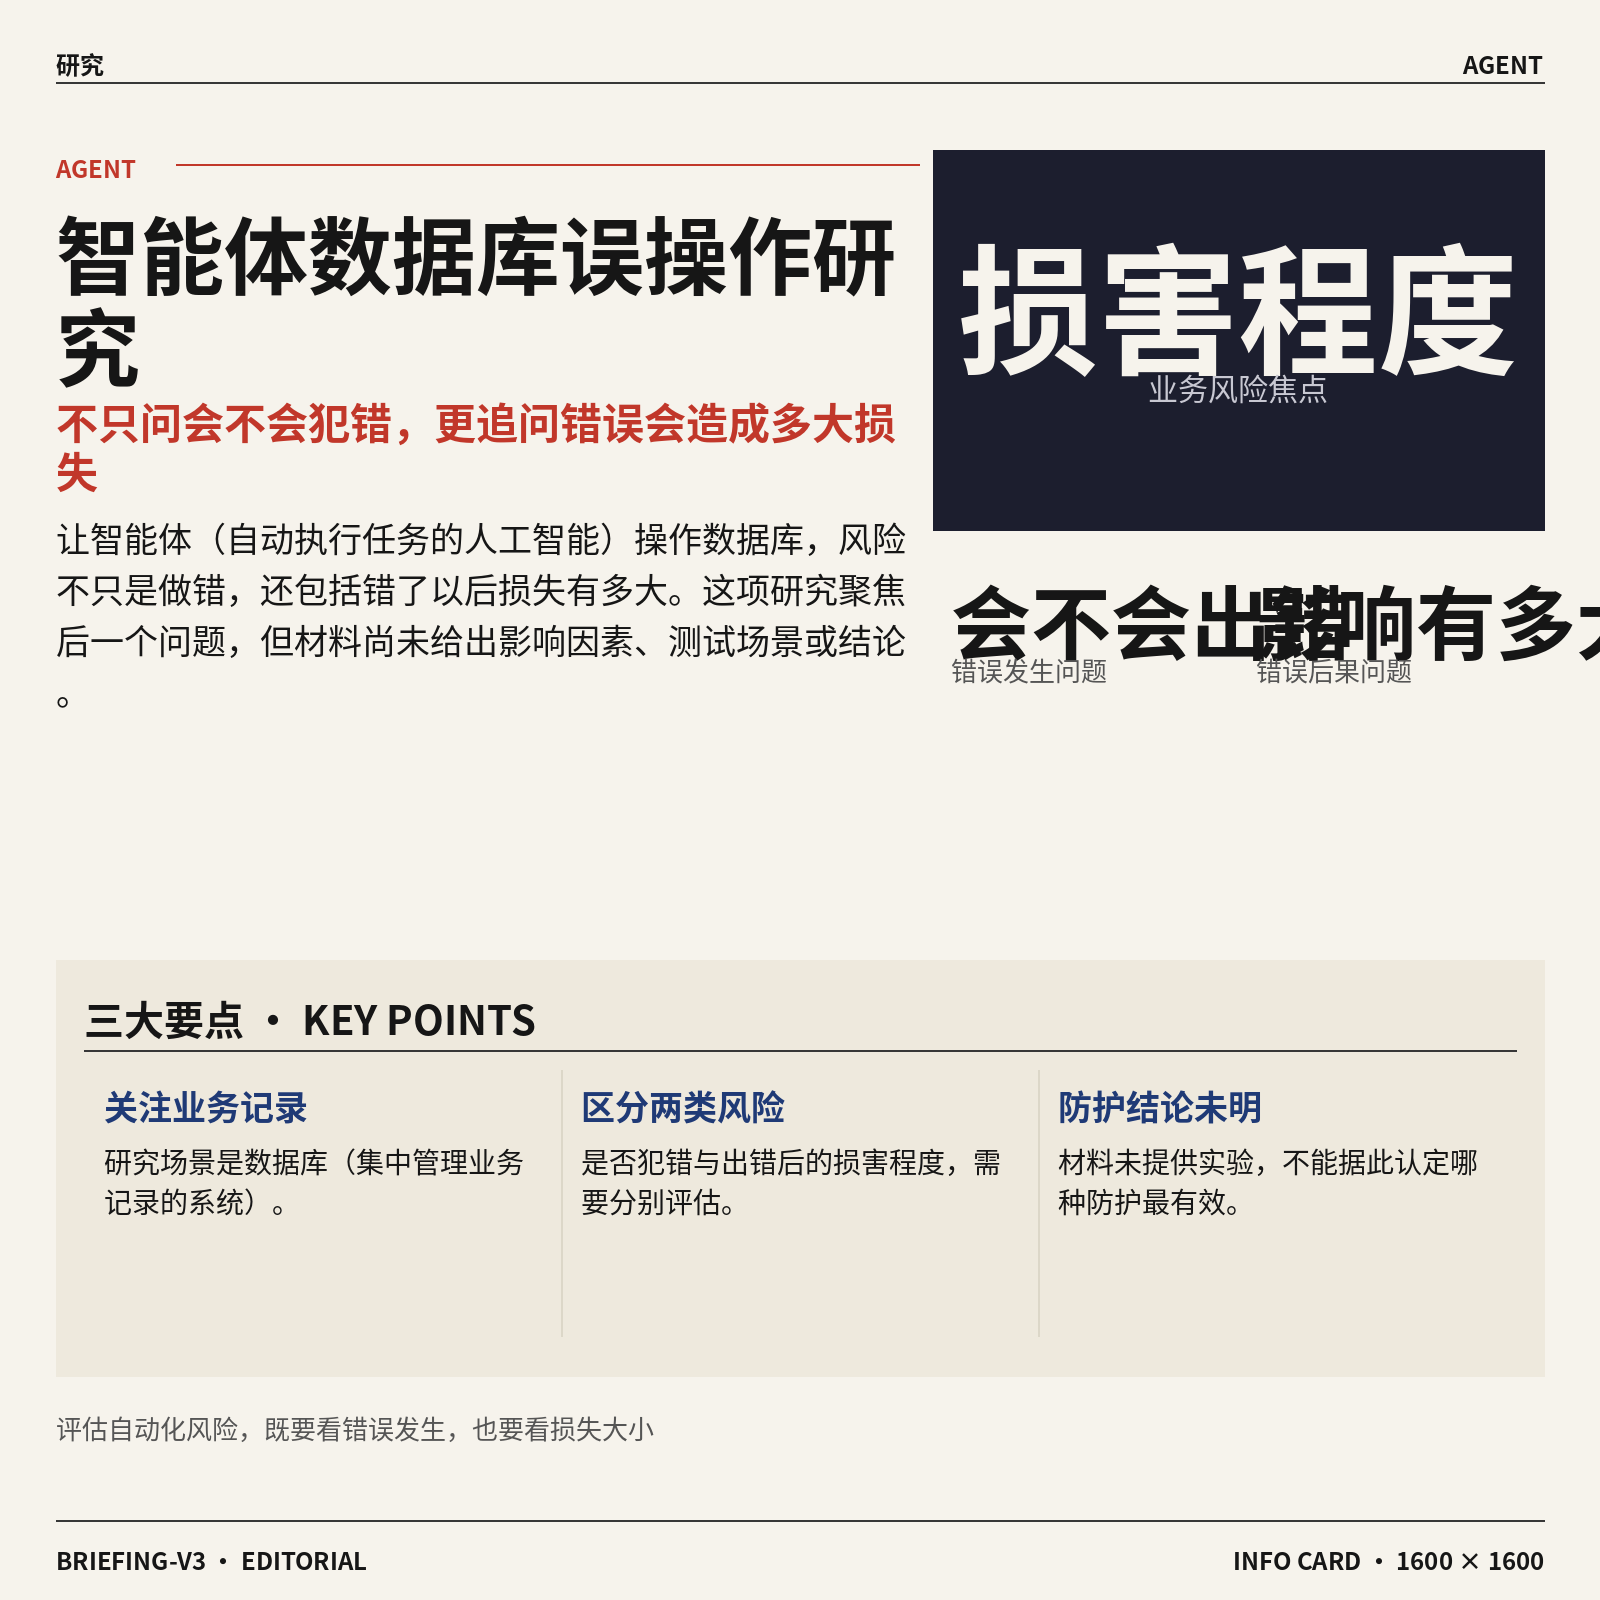 研究
AGENT
AGENT
智能体数据库误操作研
究
不只问会不会犯错，更追问错误会造成多大损
失
让智能体（自动执行任务的人工智能）操作数据库，风险
不只是做错，还包括错了以后损失有多大。这项研究聚焦
后一个问题，但材料尚未给出影响因素、测试场景或结论
。
损害程度
业务风险焦点
会不会出错
错误发生问题
影响有多大
错误后果问题
三大要点 · KEY POINTS
关注业务记录
研究场景是数据库（集中管理业务
记录的系统）。
区分两类风险
是否犯错与出错后的损害程度，需
要分别评估。
防护结论未明
材料未提供实验，不能据此认定哪
种防护最有效。
评估自动化风险，既要看错误发生，也要看损失大小
BRIEFING-V3 · EDITORIAL
INFO CARD · 1600 × 1600